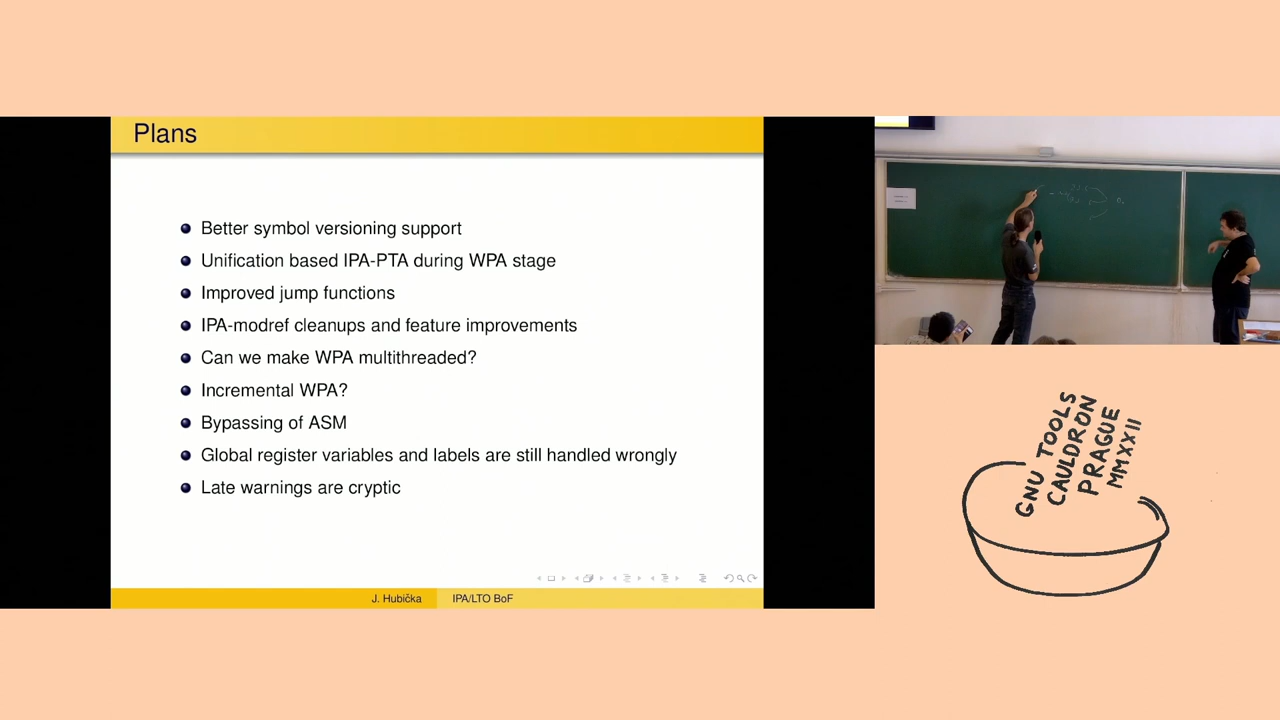 Plans
Better symbol versioning support
Unification based IPA-PTA during WPA stage
Improved jump functions
IPA-modref cleanups and feature improvements
Can we make WPA multithreaded?
Incremental WPA?
Bypassing of ASM
Global register variables and labels are still handled wrongly
Late warnings are cryptic
J. Hubička
IPA/LTO BoF
GNU TOOLS
CAULDRON
PRAGUE
MMXXII